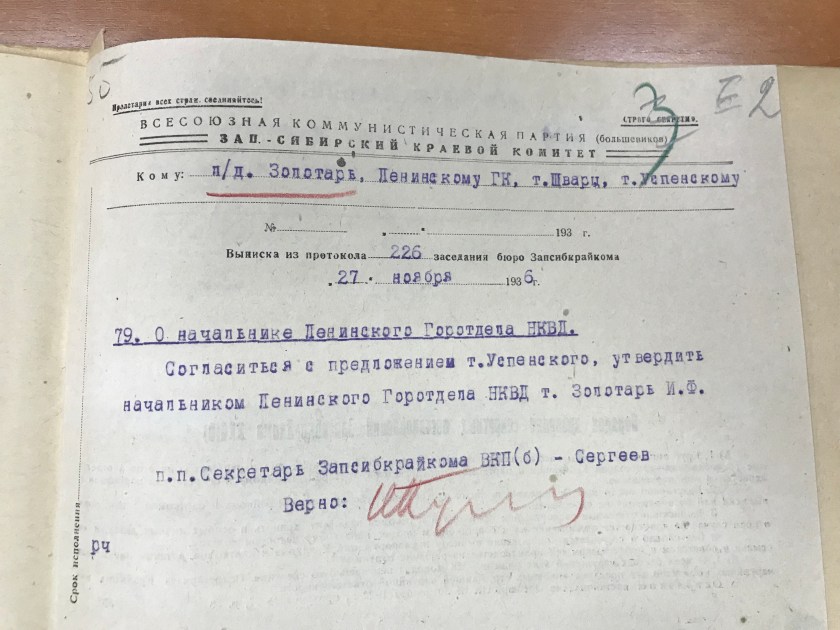 50
Пролетарии всех стран, соединяйтесь!
СТРОГО СЕКРЕТНО.
З
2
ВСЕСОЮЗНАЯ КОММУНИСТИЧЕСКАЯ ПАРТИЯ (большевиков)
ЗАП.-СИБИРСКИЙ КРАЕВОЙ КОМИТЕТ
Кому: л/д. Золотарь, Ленинскому ГК, т.Шварц, т.Успенскому
№ 193 г.
Выписка из протокола 226 заседания бюро Запсибкрайкома
27. ноября 1936г.
79. О начальнике Ленинского Горотдела НКВД.
Согласиться с предложением т.Успенского, утвердить
начальником Ленинского Горотдела НКВД т. Золотарь И.Ф.
п.п.Секретарь Запсибкрайкома ВКП(б) - Сергеев
Верно:
рч
Срок исполнения